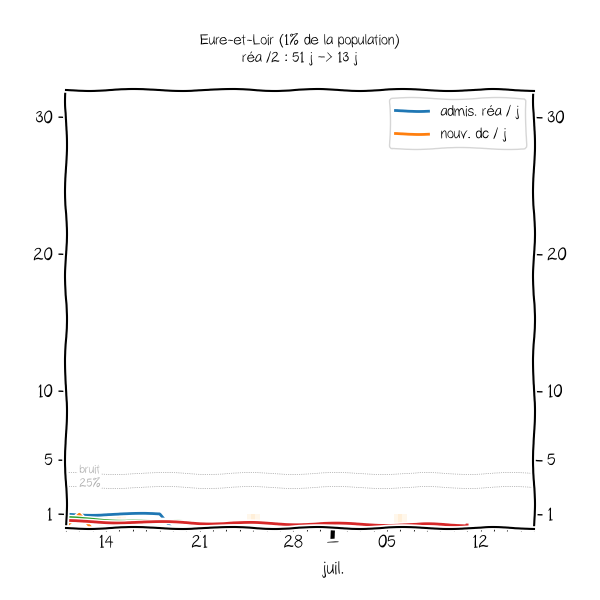 Eure-et-Loir (1% de la population)
réa /2 : 51 j -> 13 j
admis. réa / j
nouv. dc / j
30
30
20
20
10
10
5
5
bruit
25%
1
1
14
21
28
1
05
12
juil.